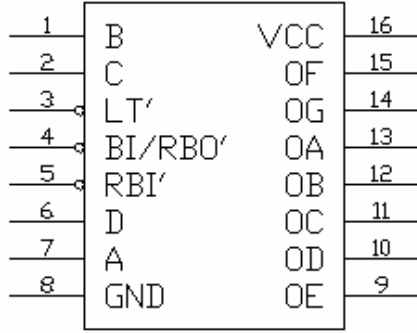 1 B VCC 16
2 C OF 15
3 LT′ OG 14
4 BI/RBO′ OA 13
5 RBI′ OB 12
6 D OC 11
7 A OD 10
8 GND OE 9